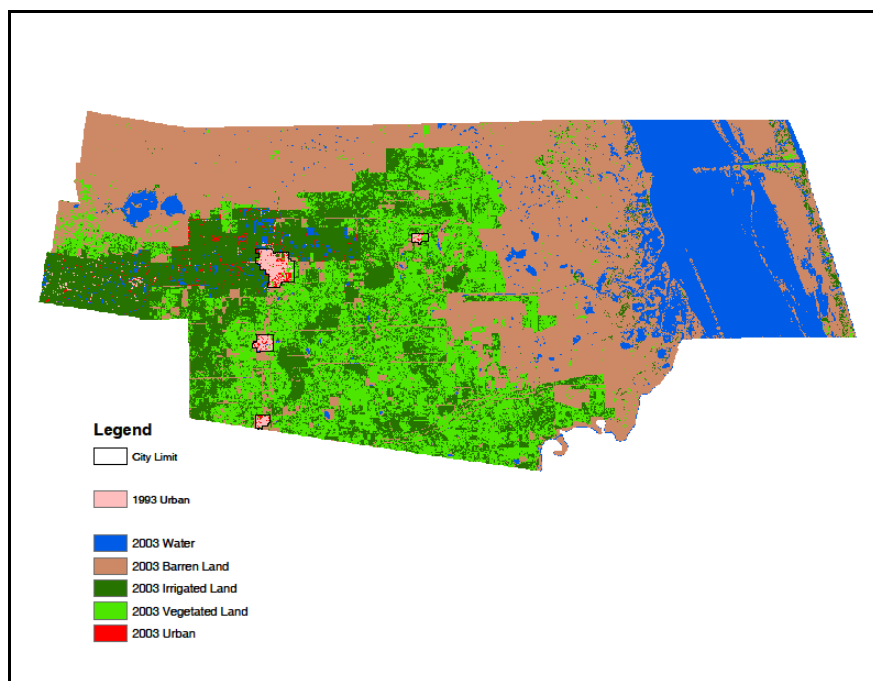 Legend
City Limit
1993 Urban
2003 Water
2003 Barren Land
2003 Irrigated Land
2003 Vegetated Land
2003 Urban